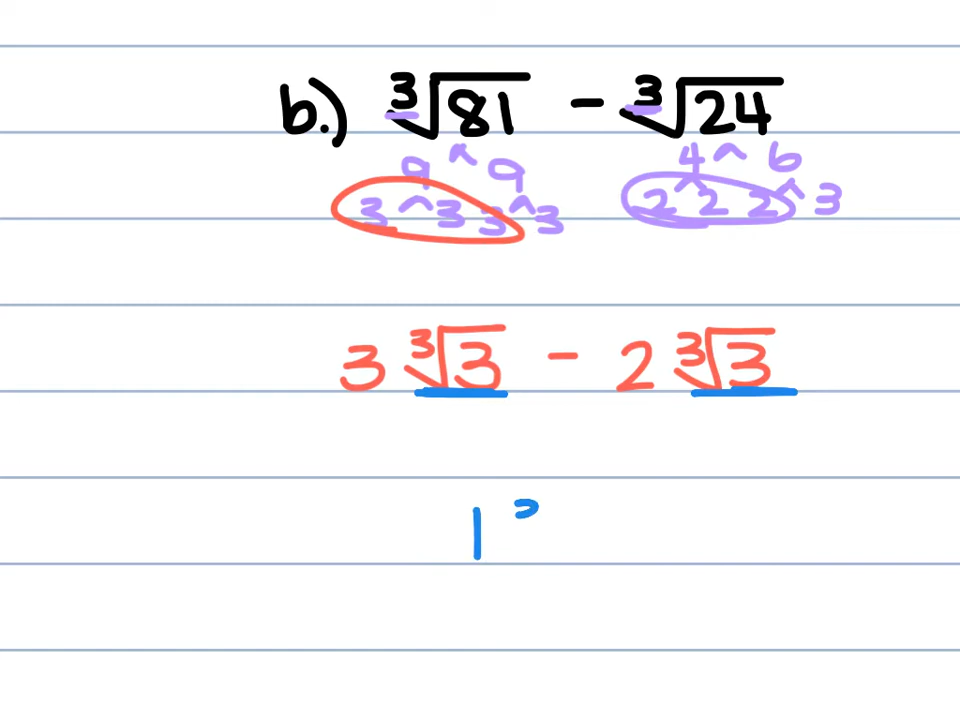 b.) ∛81 - ∛24
9 ^ 9 4 ^ 6
3 ^ 3 3 ^ 3 2 ^ 2 2 ^ 3
3 ∛3 - 2 ∛3
1